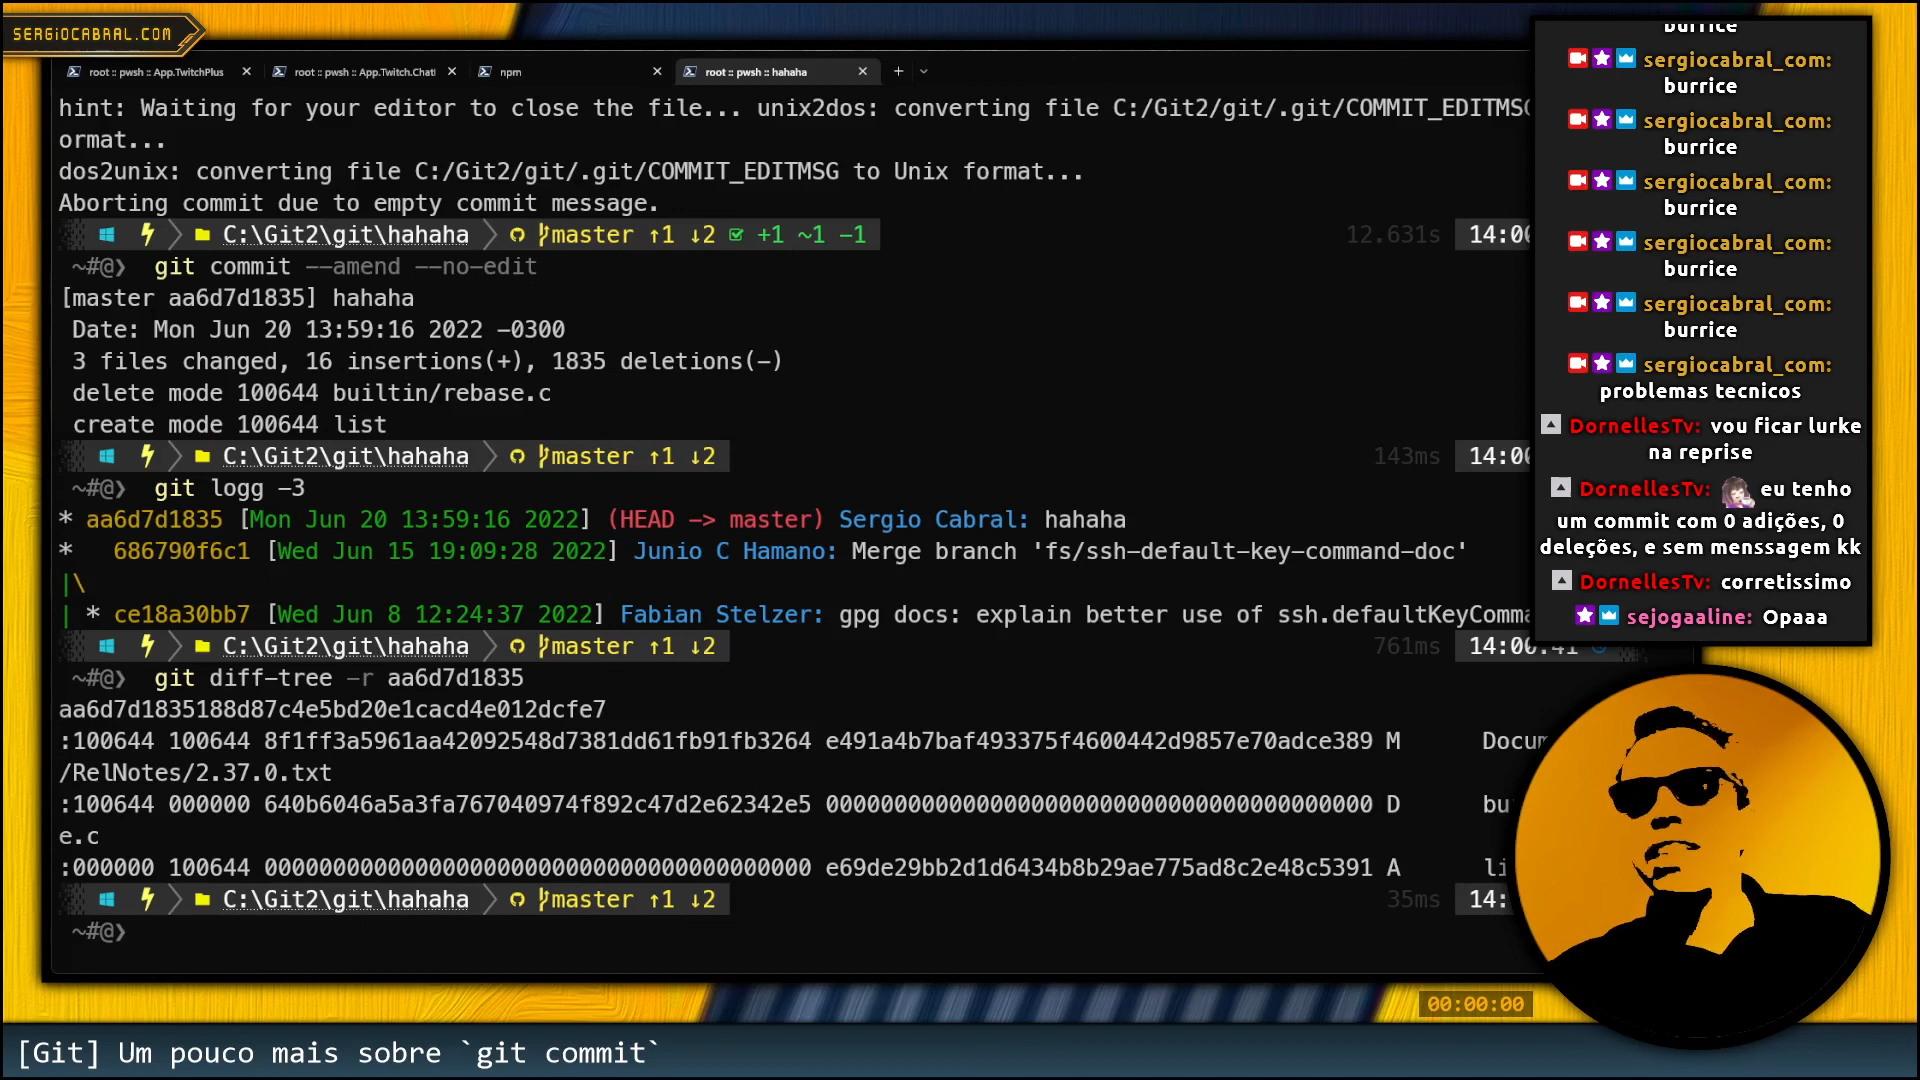 SERGIOCABRAL.COM
root :: pwsh :: App.TwitchPlus
root :: pwsh :: App.Twitch.Chat
npm
root :: pwsh :: hahaha
hint: Waiting for your editor to close the file... unix2dos: converting file C:/Git2/git/.git/COMMIT_EDITMSG
ormat...
dos2unix: converting file C:/Git2/git/.git/COMMIT_EDITMSG to Unix format...
Aborting commit due to empty commit message.
C:\Git2\git\hahaha master ↑1 ↓2 +1 ~1 -1 12.631s 14:00
~#@❯ git commit --amend --no-edit
[master aa6d7d1835] hahaha
Date: Mon Jun 20 13:59:16 2022 -0300
3 files changed, 16 insertions(+), 1835 deletions(-)
delete mode 100644 builtin/rebase.c
create mode 100644 list
C:\Git2\git\hahaha master ↑1 ↓2 143ms 14:00
~#@❯ git logg -3
* aa6d7d1835 [Mon Jun 20 13:59:16 2022] (HEAD -> master) Sergio Cabral: hahaha
*   686790f6c1 [Wed Jun 15 19:09:28 2022] Junio C Hamano: Merge branch 'fs/ssh-default-key-command-doc'
|\
| * ce18a30bb7 [Wed Jun 8 12:24:37 2022] Fabian Stelzer: gpg docs: explain better use of ssh.defaultKeyComma
C:\Git2\git\hahaha master ↑1 ↓2 761ms 14:00:41
~#@❯ git diff-tree -r aa6d7d1835
aa6d7d1835188d87c4e5bd20e1cacd4e012dcfe7
:100644 100644 8f1ff3a5961aa42092548d7381dd61fb91fb3264 e491a4b7baf493375f4600442d9857e70adce389 M Docum
/RelNotes/2.37.0.txt
:100644 000000 640b6046a5a3fa767040974f892c47d2e62342e5 0000000000000000000000000000000000000000 D bu
e.c
:000000 100644 0000000000000000000000000000000000000000 e69de29bb2d1d6434b8b29ae775ad8c2e48c5391 A li
C:\Git2\git\hahaha master ↑1 ↓2 35ms 14:
~#@❯
burrice
sergiocabral_com:
burrice
sergiocabral_com:
burrice
sergiocabral_com:
burrice
sergiocabral_com:
burrice
sergiocabral_com:
burrice
sergiocabral_com:
problemas tecnicos
DornellesTv: vou ficar lurke
na reprise
DornellesTv: eu tenho
um commit com 0 adições, 0
deleções, e sem menssagem kk
DornellesTv: corretissimo
sejogaaline: Opaaa
00:00:00
[Git] Um pouco mais sobre `git commit`